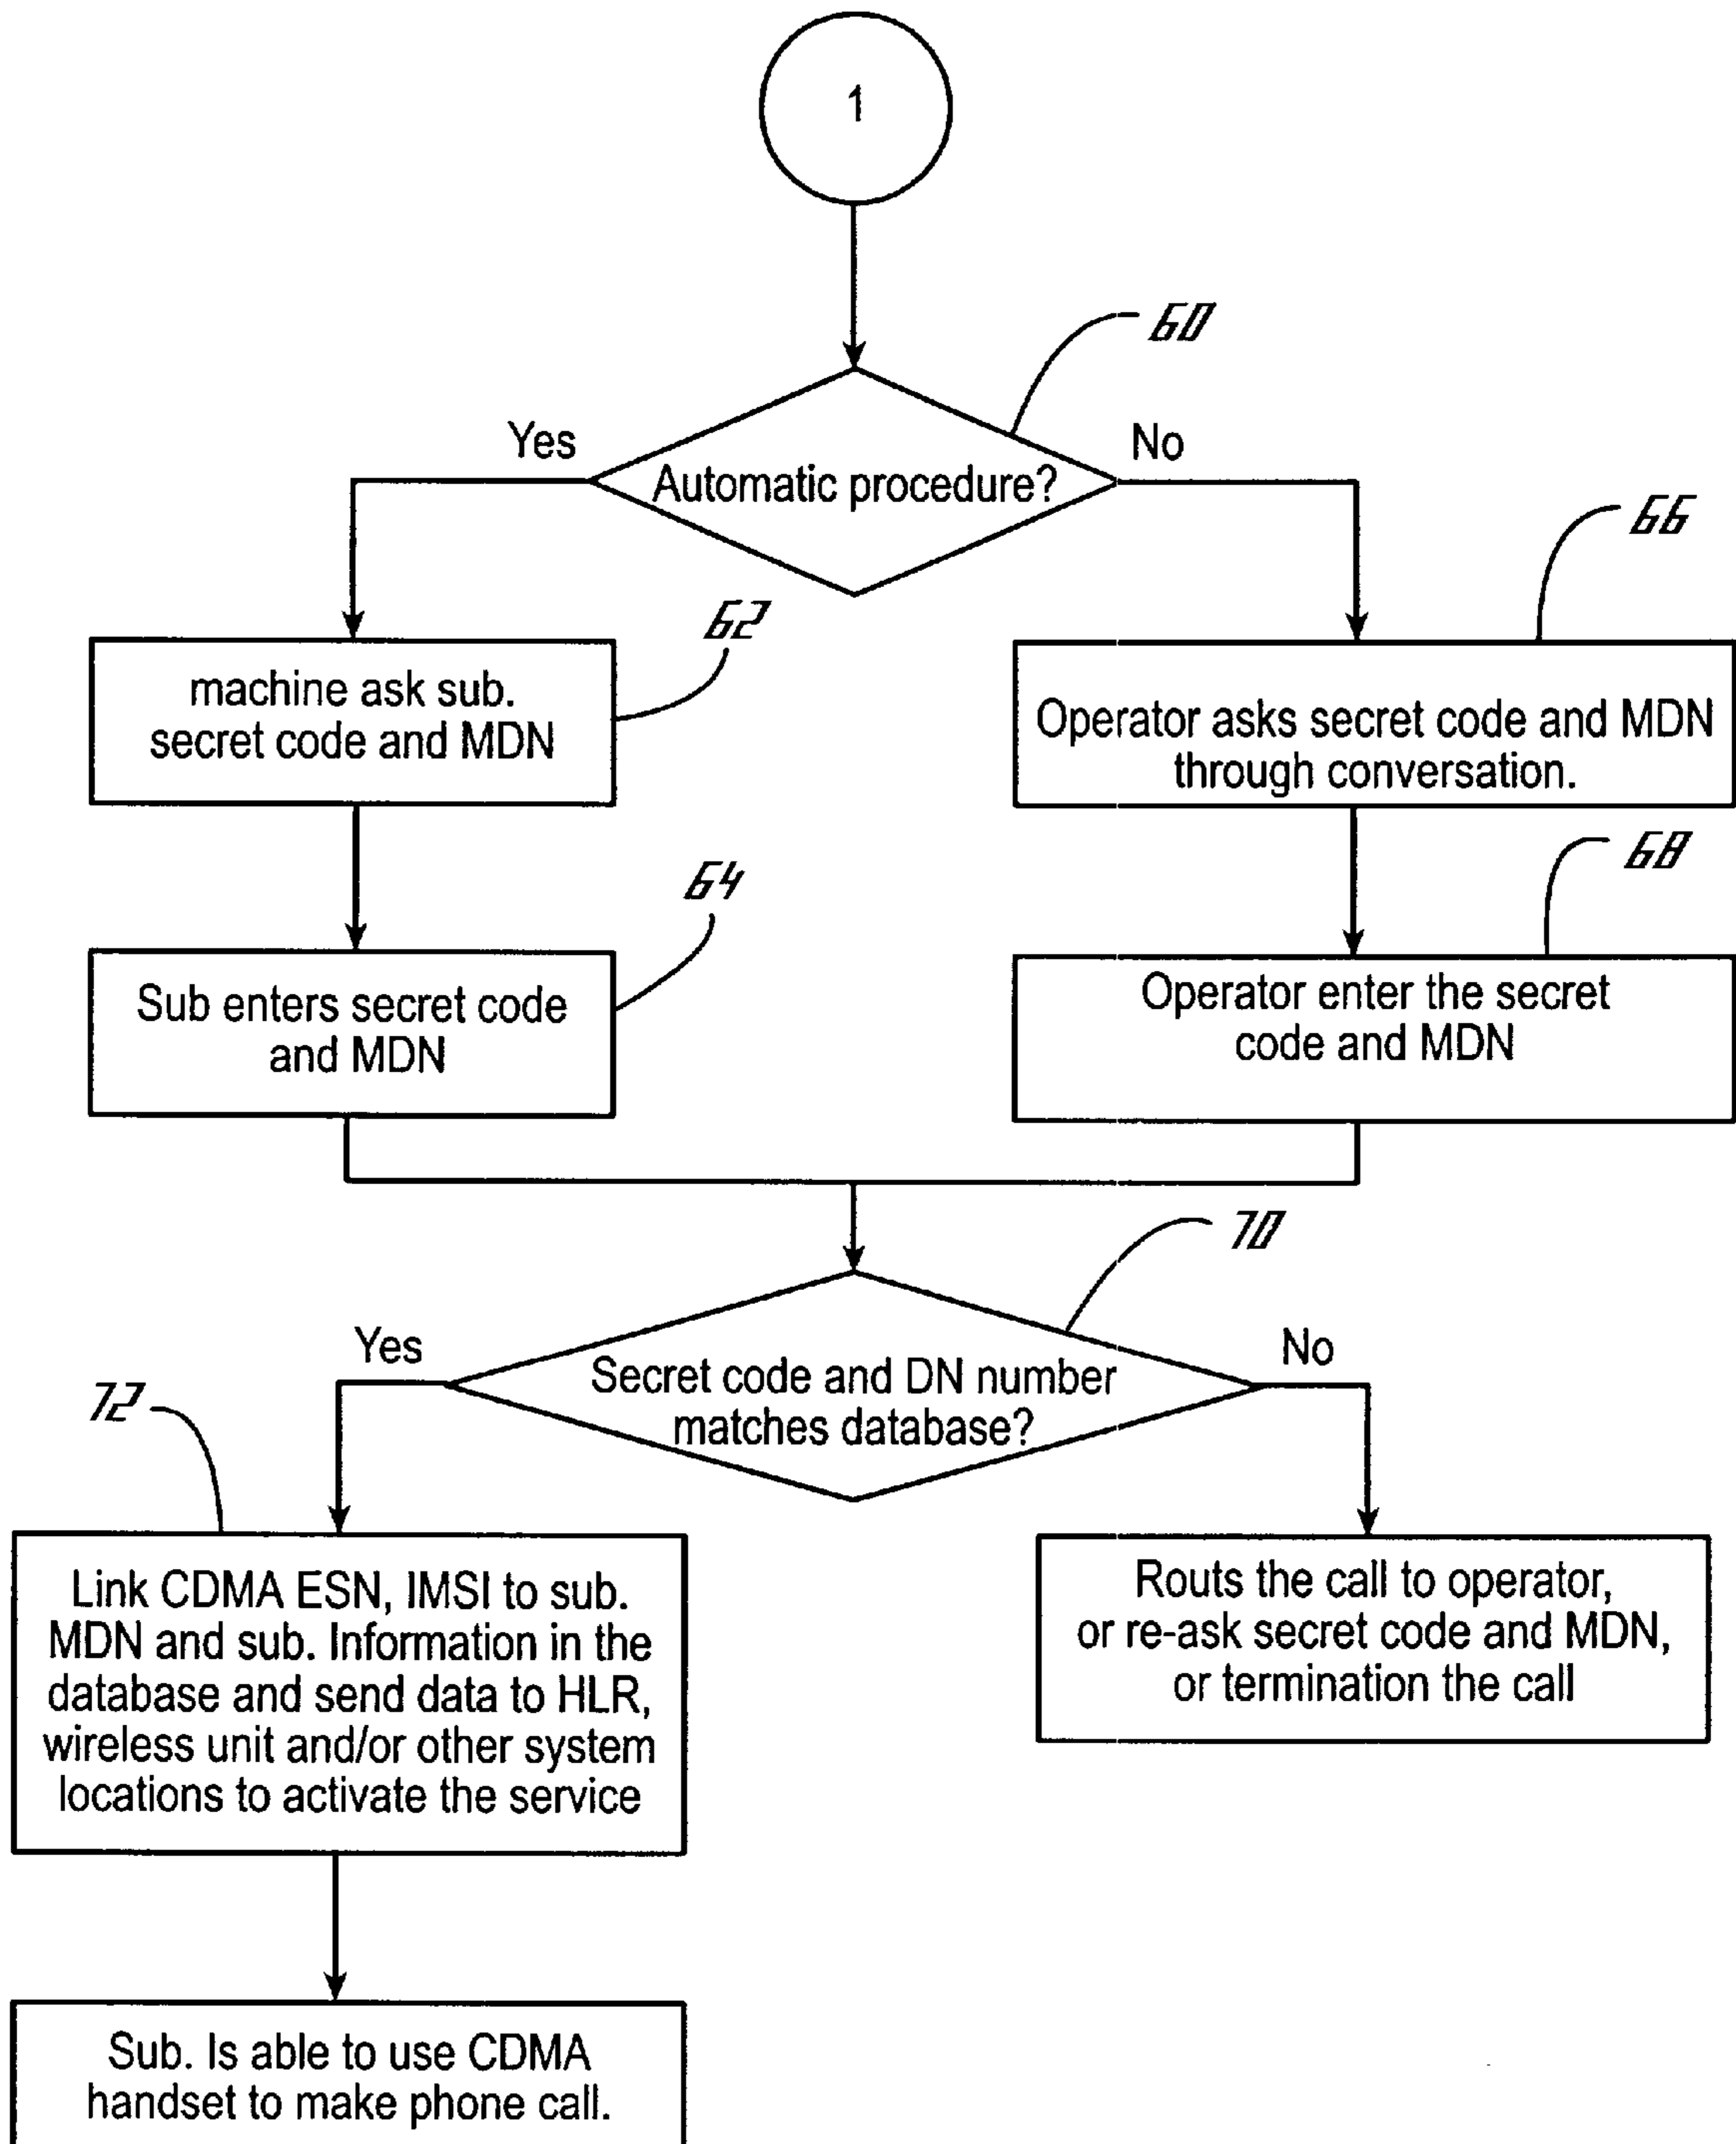 1
60
Yes
No
Automatic procedure?
66
62
machine ask sub.
secret code and MDN
Operator asks secret code and MDN
through conversation.
68
64
Sub enters secret code
and MDN
Operator enter the secret
code and MDN
70
Yes
No
Secret code and DN number
matches database?
72
Link CDMA ESN, IMSI to sub.
MDN and sub. Information in the
database and send data to HLR,
wireless unit and/or other system
locations to activate the service
Routs the call to operator,
or re-ask secret code and MDN,
or termination the call
Sub. Is able to use CDMA
handset to make phone call.